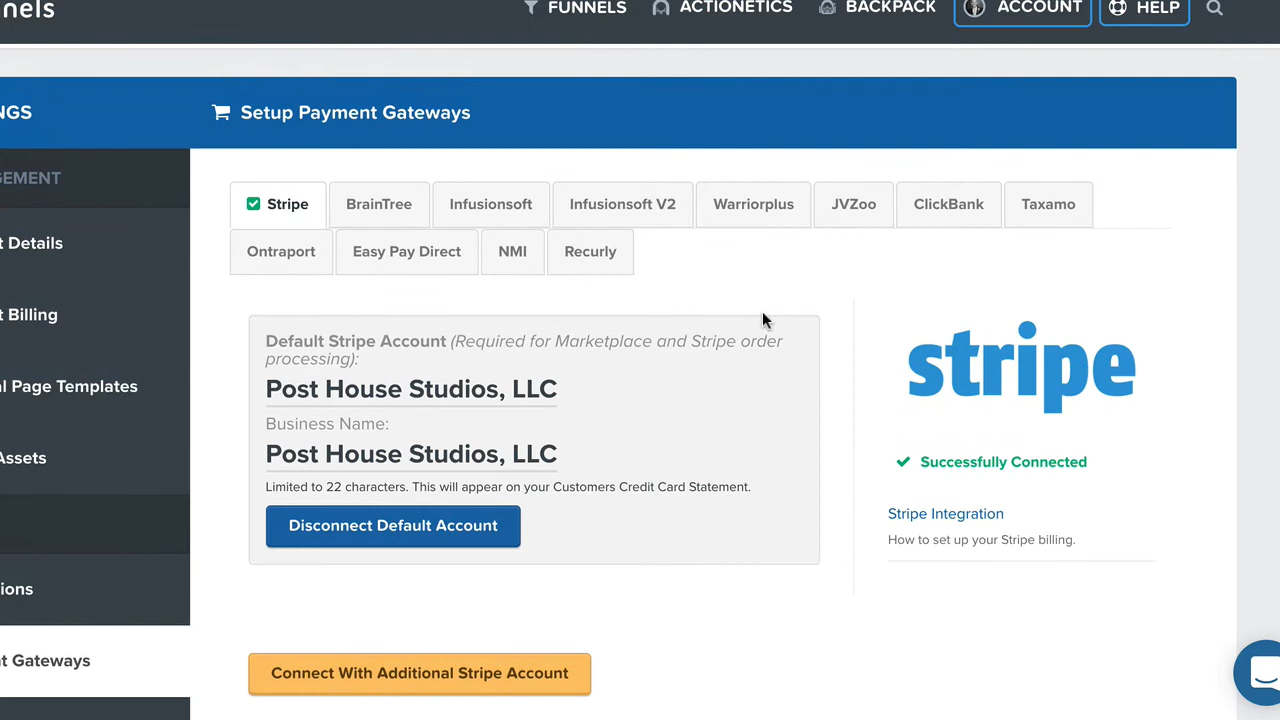 nels
FUNNELS
ACTIONETICS
BACKPACK
ACCOUNT
HELP
NGS
Setup Payment Gateways
GEMENT
Stripe
BrainTree
Infusionsoft
Infusionsoft V2
Warriorplus
JVZoo
ClickBank
Taxamo
t Details
Ontraport
Easy Pay Direct
NMI
Recurly
t Billing
Default Stripe Account (Required for Marketplace and Stripe order
processing):
stripe
l Page Templates
Post House Studios, LLC
Business Name:
Post House Studios, LLC
Assets
Successfully Connected
Limited to 22 characters. This will appear on your Customers Credit Card Statement.
Stripe Integration
Disconnect Default Account
How to set up your Stripe billing.
ions
t Gateways
Connect With Additional Stripe Account